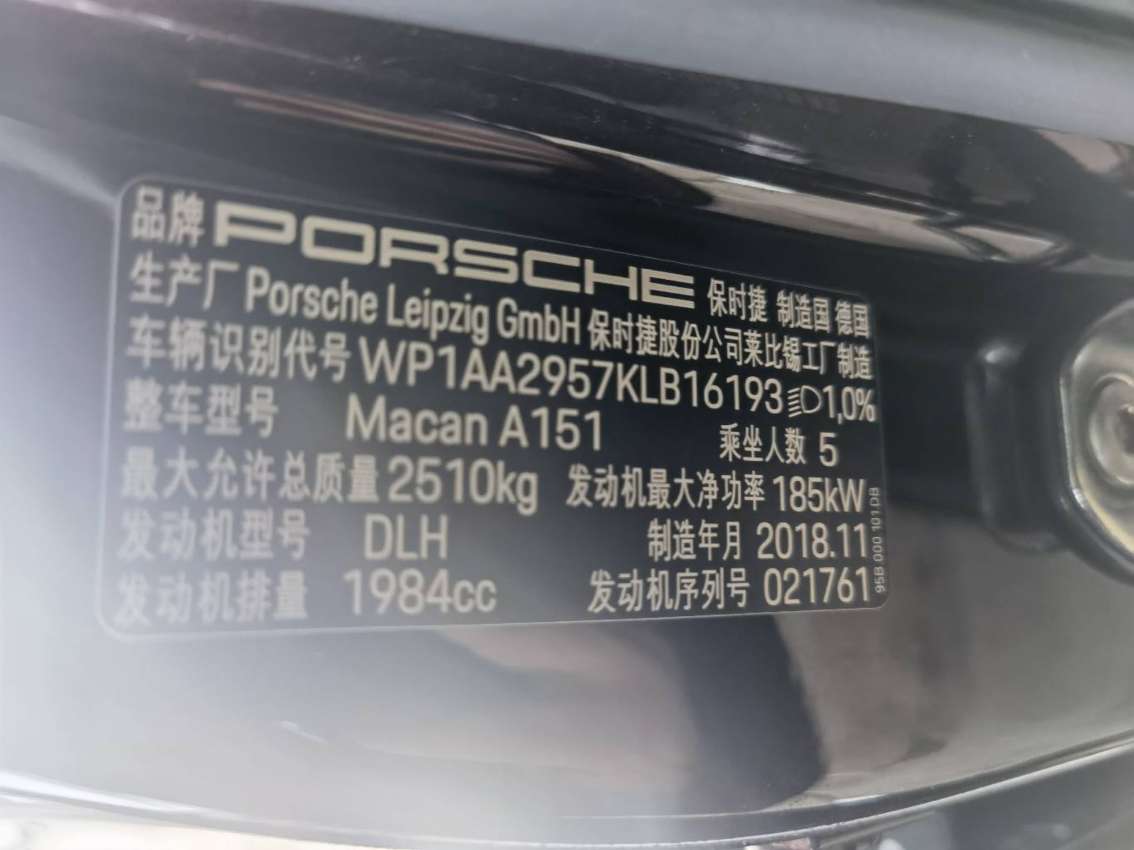 品牌 PORSCHE 保时捷 制造国 德国
生产厂 Porsche Leipzig GmbH 保时捷股份公司莱比锡工厂制造
车辆识别代号 WP1AA2957KLB16193 1,0%
整车型号 Macan A151 乘坐人数 5
最大允许总质量 2510kg 发动机最大净功率 185kW
发动机型号 DLH 制造年月 2018.11
发动机排量 1984cc 发动机序列号 021761
95B 000 101.DB